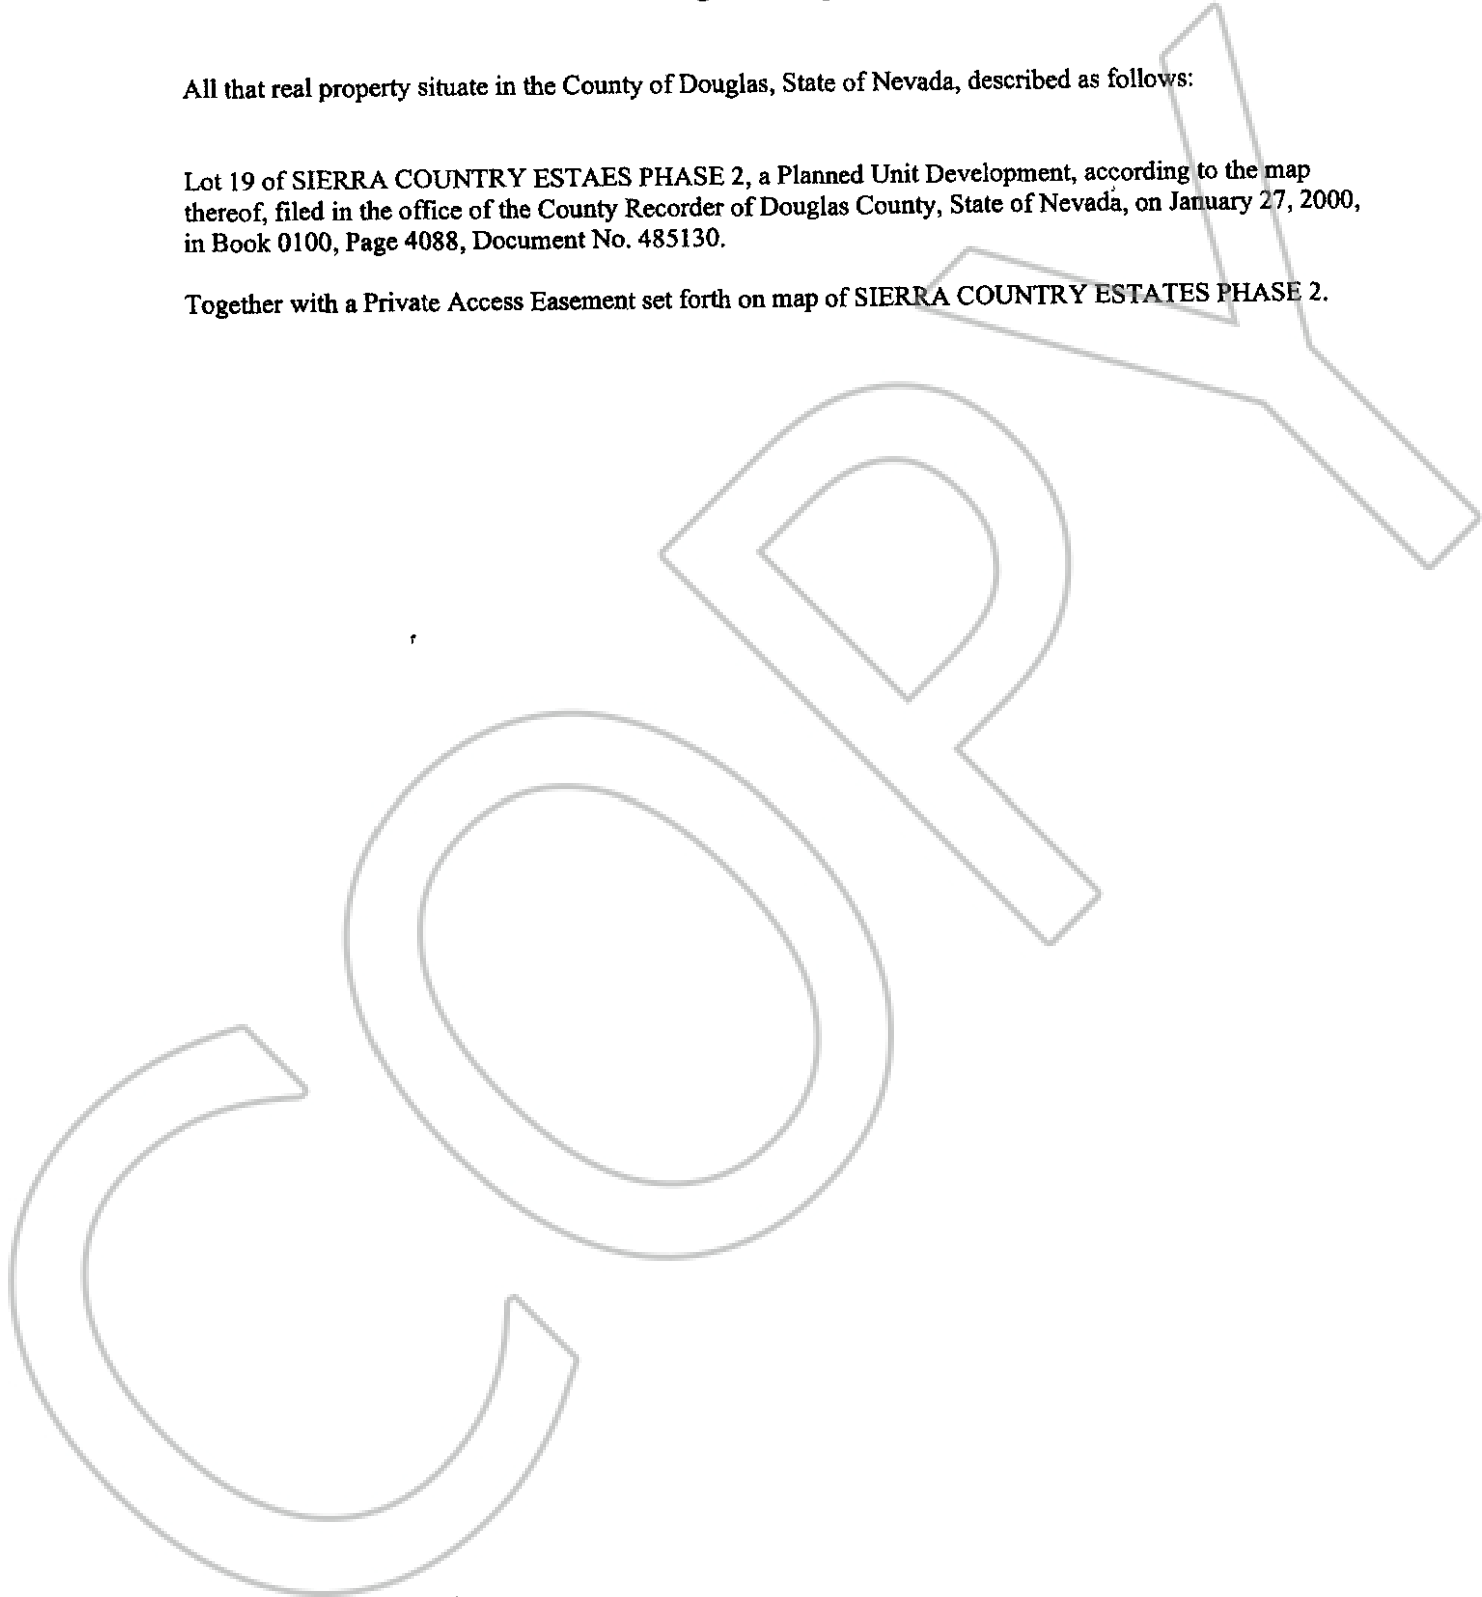 All that real property situate in the County of Douglas, State of Nevada, described as follows:
Lot 19 of SIERRA COUNTRY ESTAES PHASE 2, a Planned Unit Development, according to the map
thereof, filed in the office of the County Recorder of Douglas County, State of Nevada, on January 27, 2000,
in Book 0100, Page 4088, Document No. 485130.
Together with a Private Access Easement set forth on map of SIERRA COUNTRY ESTATES PHASE 2.
COPY